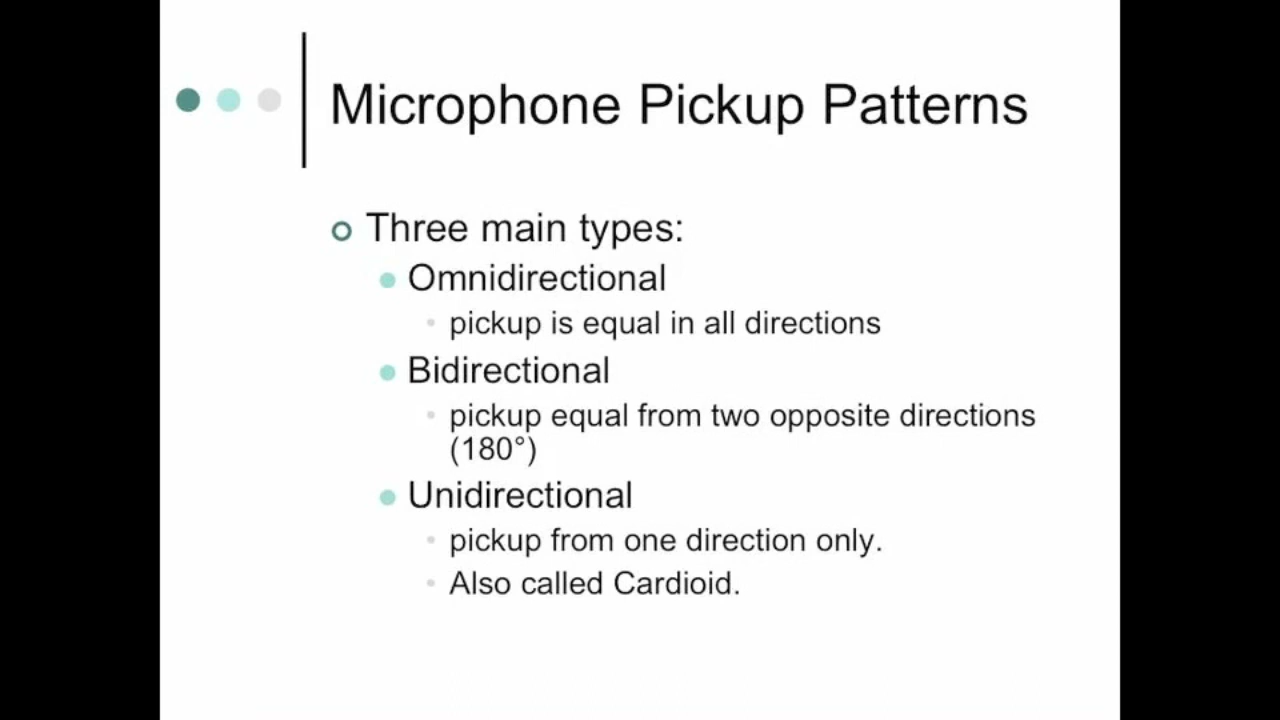 Microphone Pickup Patterns
Three main types:
Omnidirectional
pickup is equal in all directions
Bidirectional
pickup equal from two opposite directions
(180°)
Unidirectional
pickup from one direction only.
Also called Cardioid.